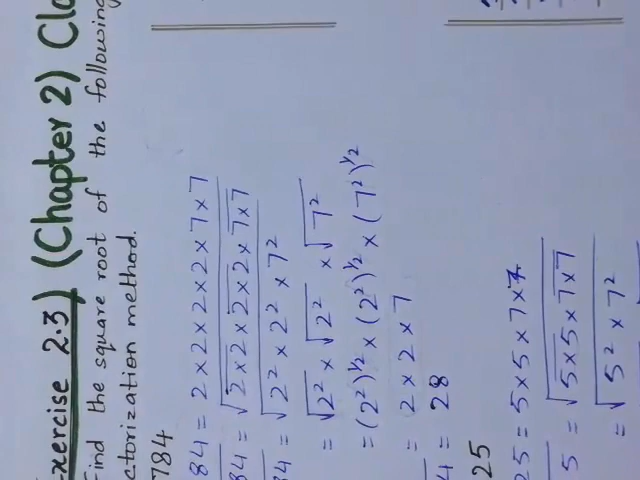 xercise 2.3) (Chapter 2) Cla
Find the square root of the following
ctorization method.
784
84 = 2×2×2×2×7×7
84 = √2×2×2×2×7×7
84 = √2² × 2² × 7²
= √2² × √2² × √7²
= (2²)^½ × (2²)^½ × (7²)^½
= 2 × 2 × 7
4 = 28
25
25 = 5×5×7×7
5 = √5×5×7×7
= √5² × 7²